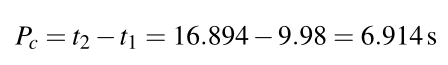 P_c = t_2 − t_1 = 16.894 − 9.98 = 6.914 s